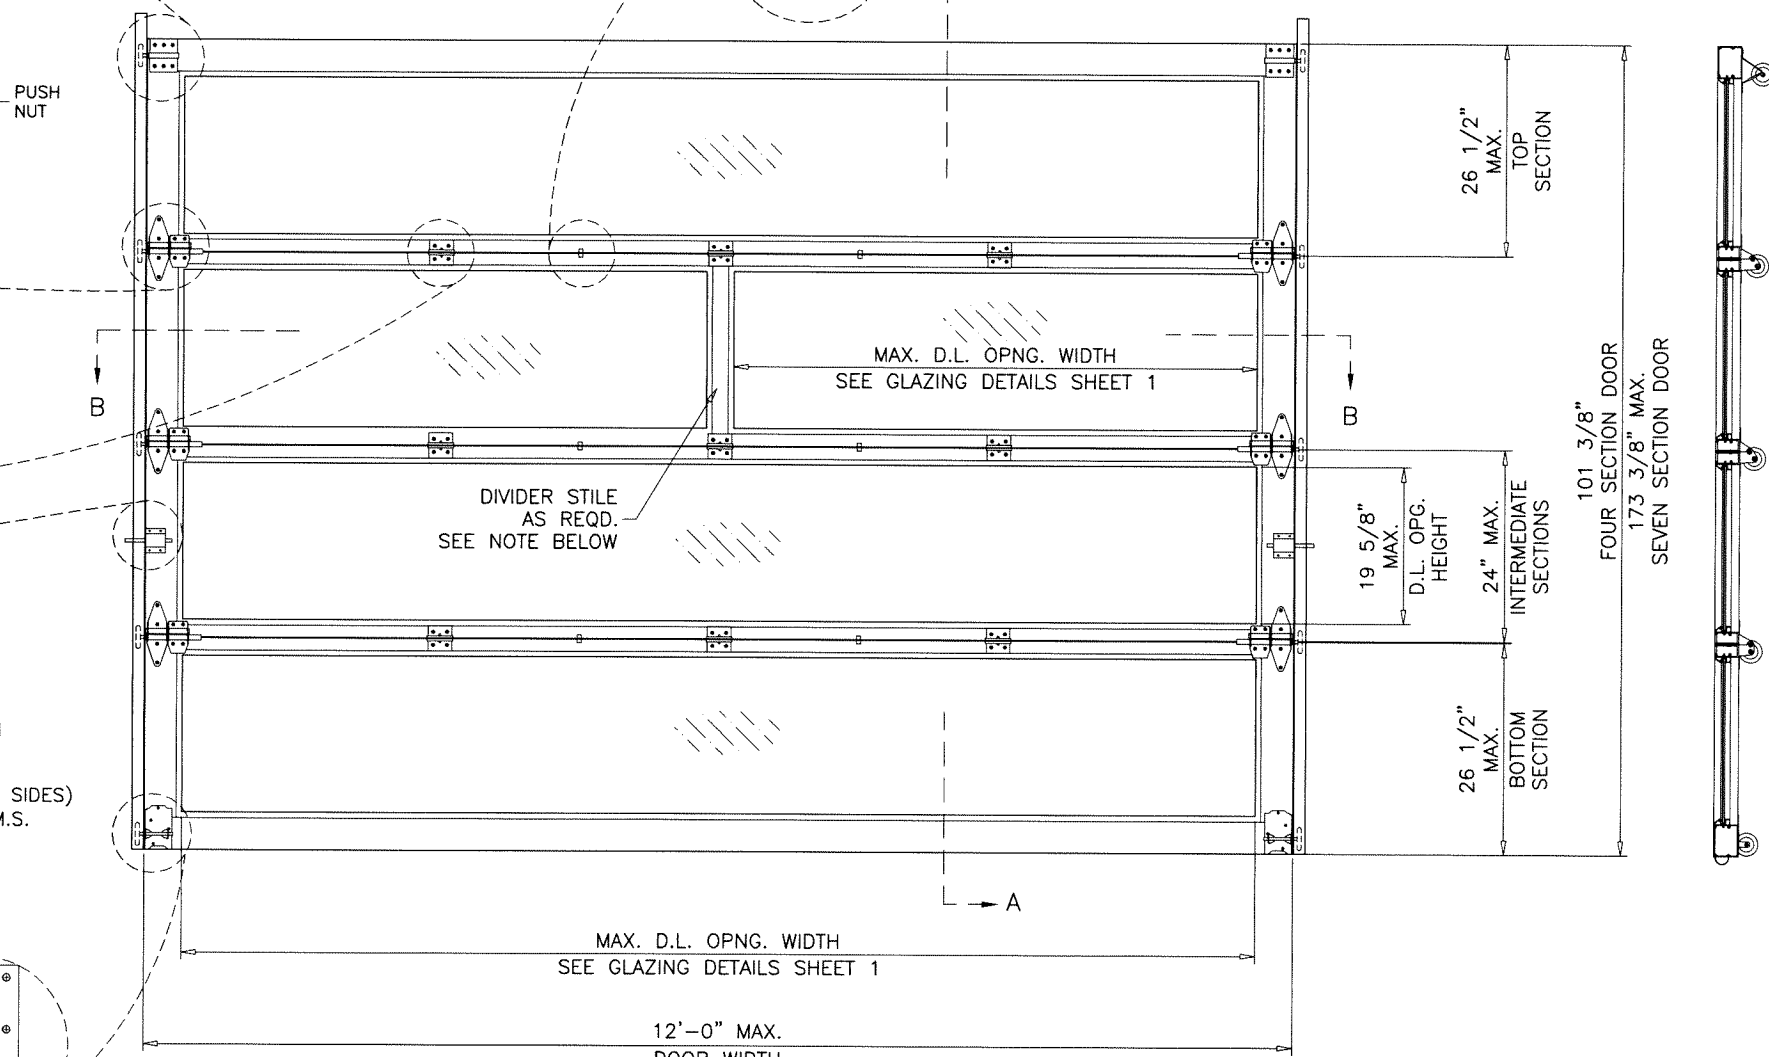 PUSH
NUT
26 1/2"
MAX.
TOP
SECTION
MAX. D.L. OPNG. WIDTH
SEE GLAZING DETAILS SHEET 1
B
B
DIVIDER STILE
AS REQD.
SEE NOTE BELOW
19 5/8"
MAX.
D.L. OPG.
HEIGHT
24" MAX.
INTERMEDIATE
SECTIONS
101 3/8"
FOUR SECTION DOOR
173 3/8" MAX.
SEVEN SECTION DOOR
26 1/2"
MAX.
BOTTOM
SECTION
SIDES)
M.S.
A
MAX. D.L. OPNG. WIDTH
SEE GLAZING DETAILS SHEET 1
12'-0" MAX.
DOOR WIDTH